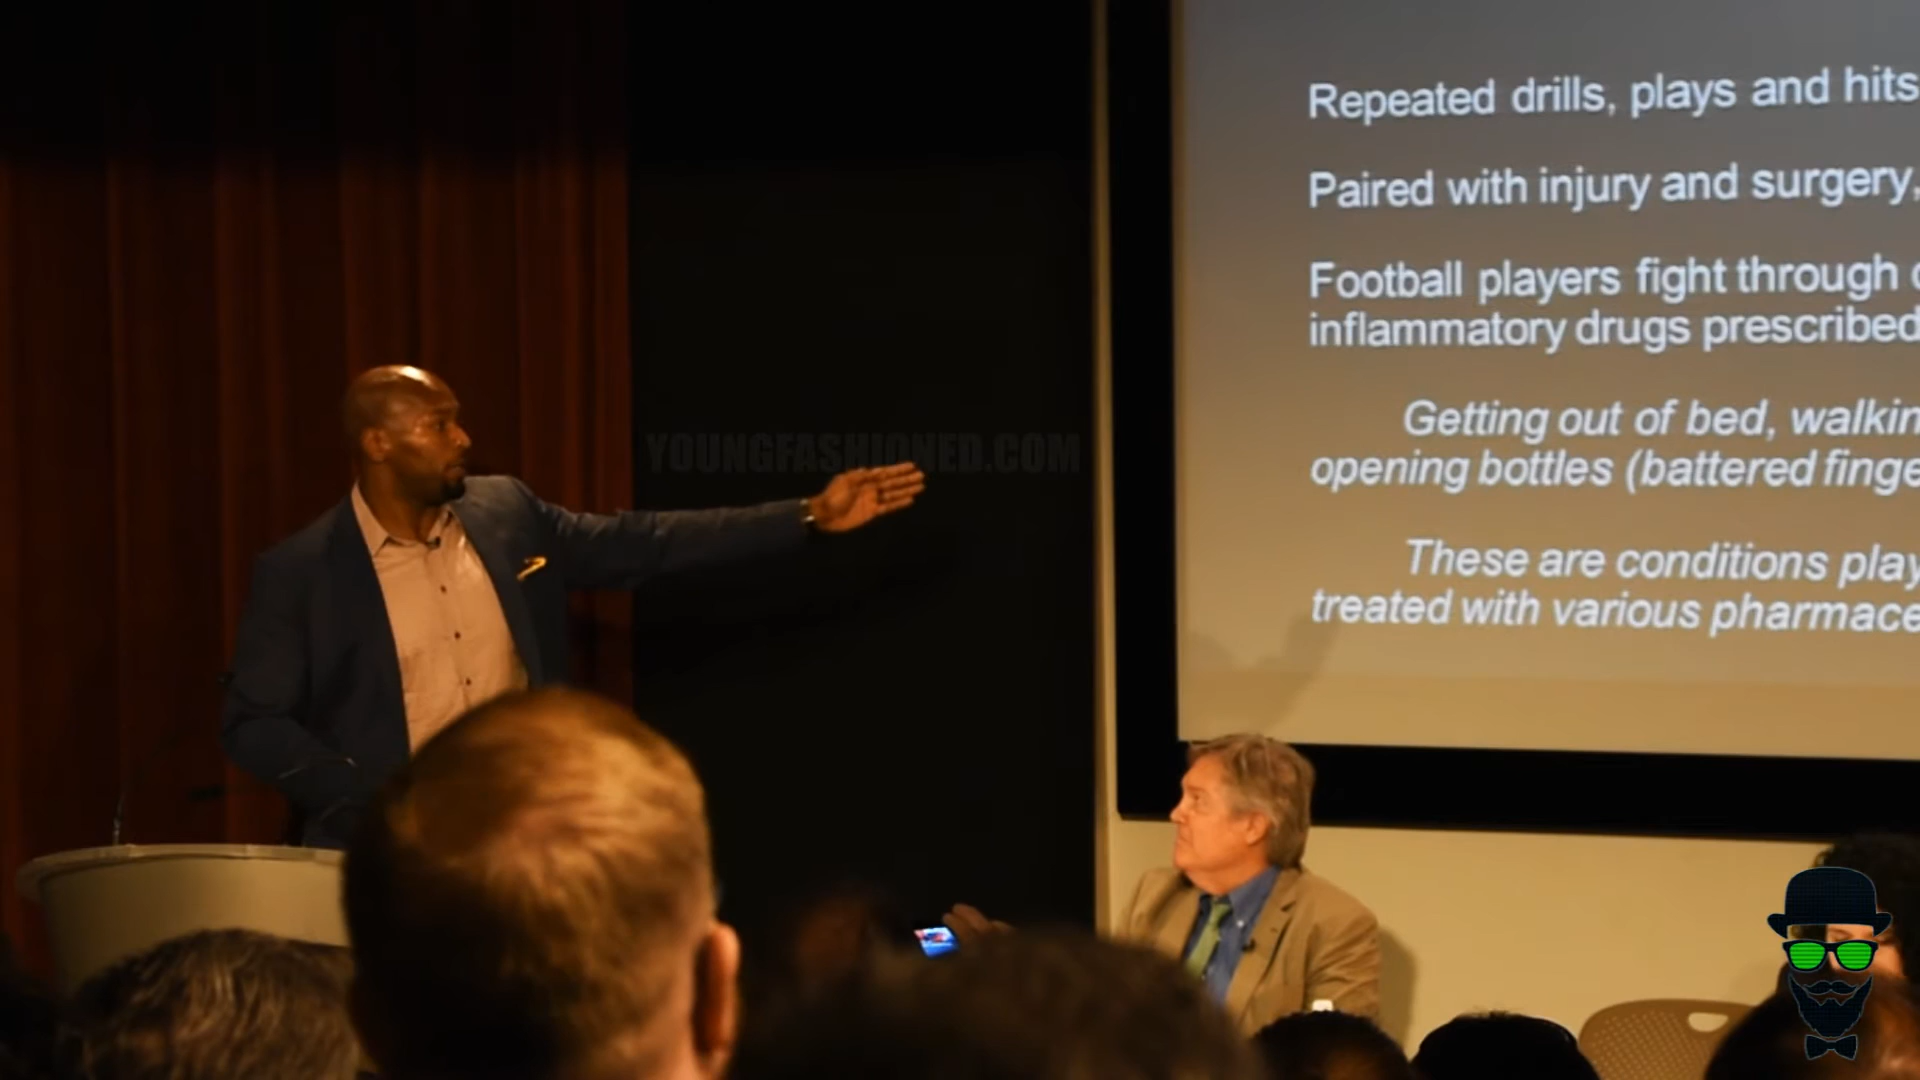 Repeated drills, plays and hits
Paired with injury and surgery,
Football players fight through
inflammatory drugs prescribed
Getting out of bed, walkin
opening bottles (battered finge
These are conditions play
treated with various pharmace
YOUNGFASHIONED.COM